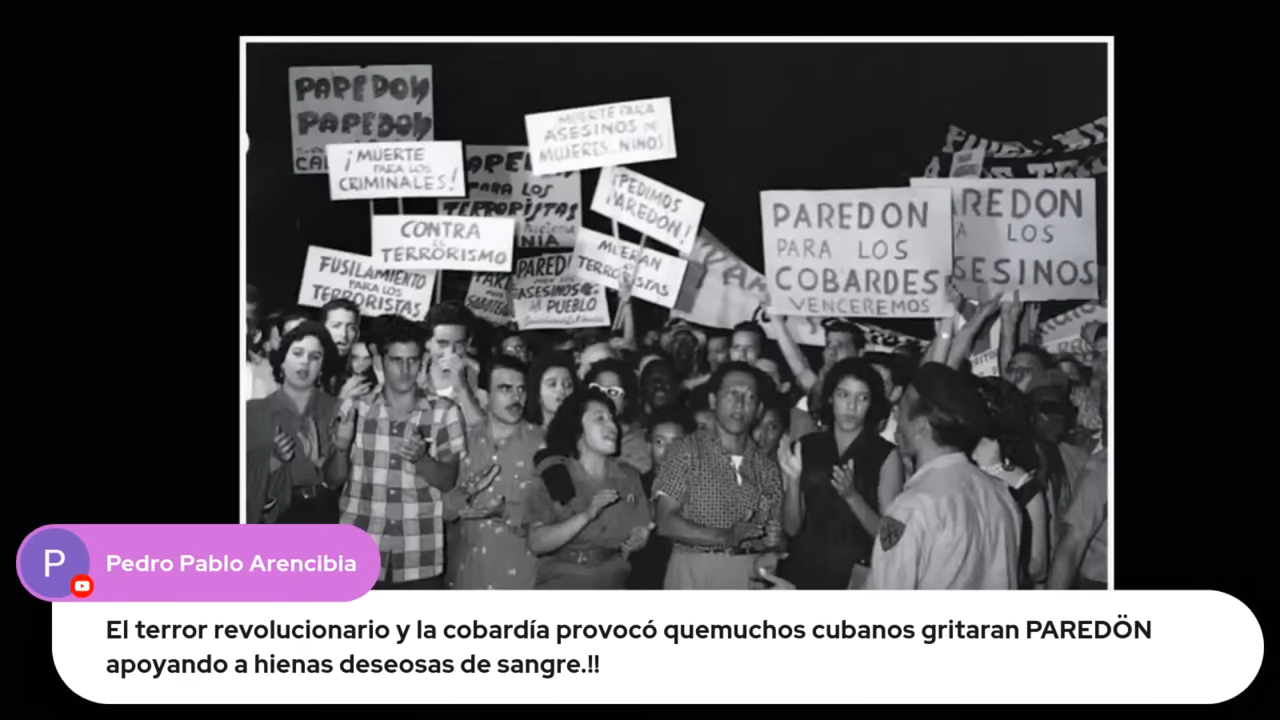 PAREDON
PAREDON
¡MUERTE
PARA LOS
CRIMINALES!
PARA LOS
TERRORISTAS
MUERTE PARA
ASESINOS DE
MUJERES Y NIÑOS
¡PEDIMOS
PAREDON!
CONTRA
EL
TERRORISMO
MUERAN
TERRORISTAS
FUSILAMIENTO
PARA LOS
TERRORISTAS
ASESINOS
PUEBLO
PAREDON
PARA LOS
COBARDES
VENCEREMOS
AREDON
A LOS
SESINOS
P
Pedro Pablo Arencibia
El terror revolucionario y la cobardía provocó quemuchos cubanos gritaran PAREDÖN
apoyando a hienas deseosas de sangre.!!